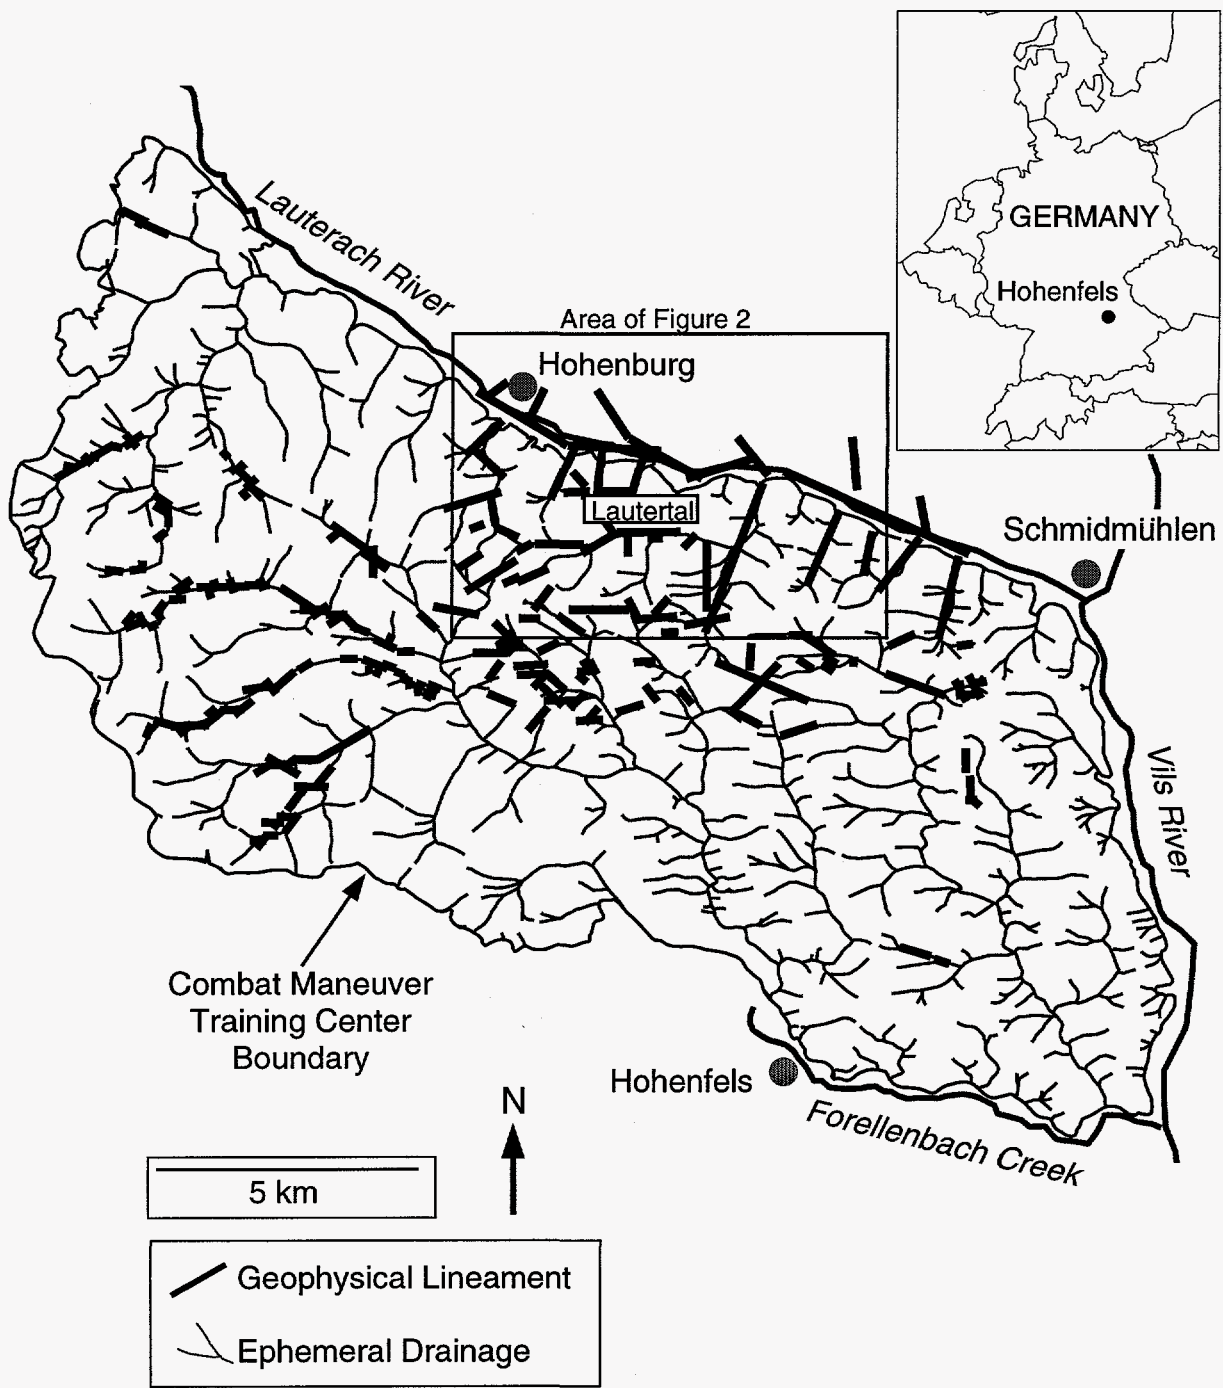 GERMANY
Hohenfels
Lauterach River
Area of Figure 2
Hohenburg
Lautertal
Schmidmühlen
Vils River
Combat Maneuver
Training Center
Boundary
Hohenfels
Forellenbach Creek
N
5 km
Geophysical Lineament
Ephemeral Drainage